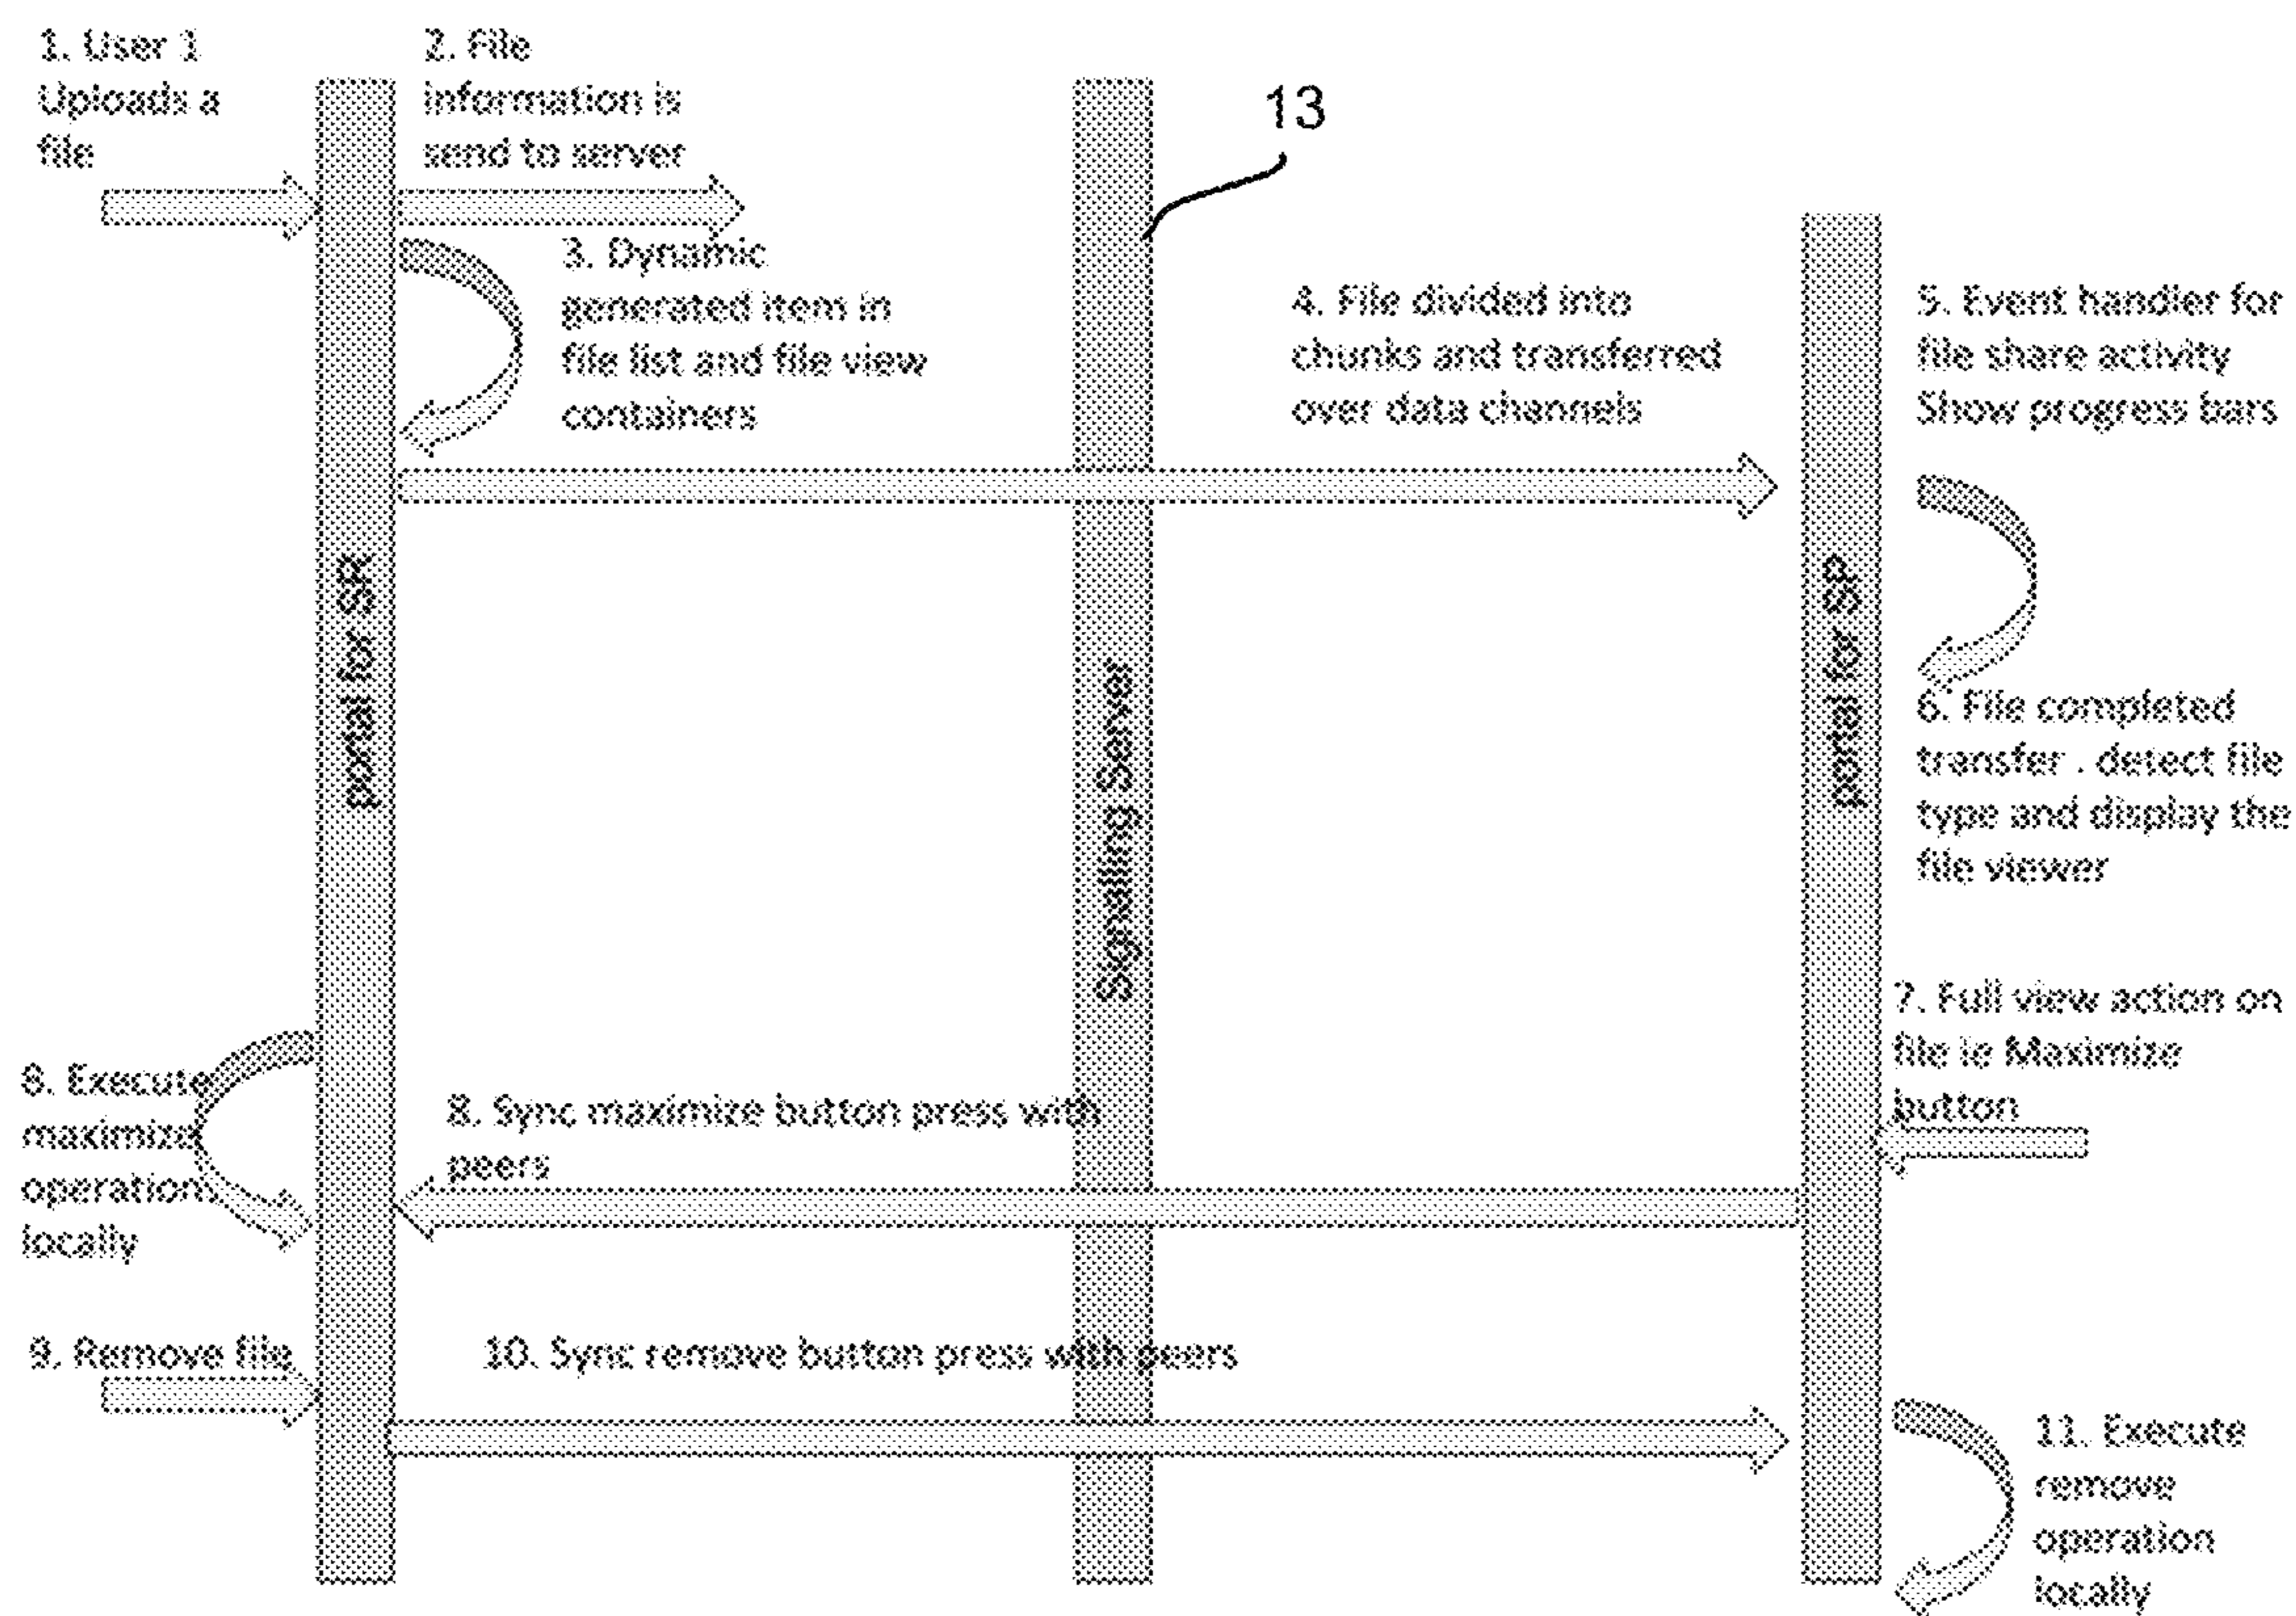 1. User 1
Uploads a
file
2. File
information is
send to server
13
3. Dynamic
generated item in
file list and file view
containers
4. File divided into
chunks and transferred
over data channels
5. Event handler for
file share activity
Show progress bars
portal for SR
Signalling Server
portal for SP
6. File completed
transfer . detect file
type and display the
file viewer
7. Full view action on
file ie Maximize
button
8. Execute
maximize
operation
locally
8. Sync maximize button press with
peers
9. Remove file
10. Sync remove button press with peers
11. Execute
remove
operation
locally